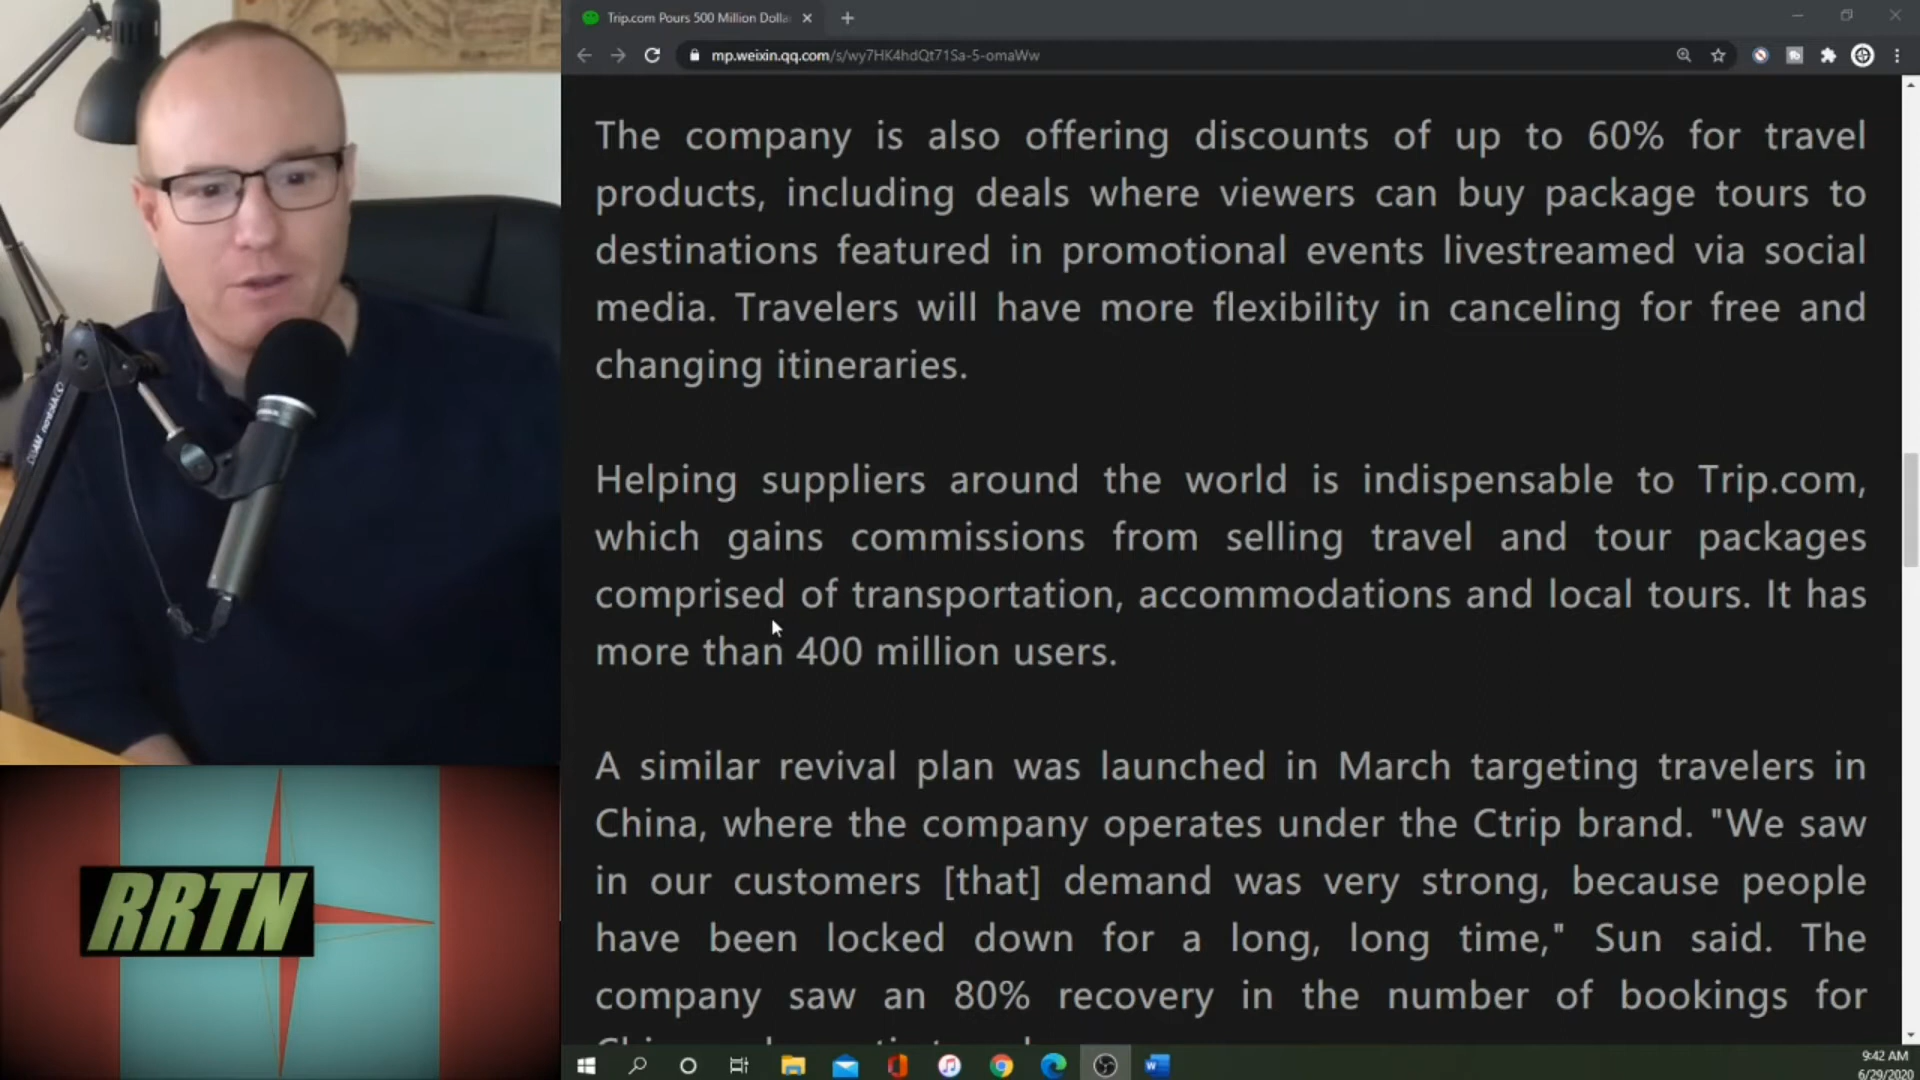 Trip.com Pours 500 Million Dolla
mp.weixin.qq.com/s/wy7HK4hdQt71Sa-5-omaWw
The company is also offering discounts of up to 60% for travel
products, including deals where viewers can buy package tours to
destinations featured in promotional events livestreamed via social
media. Travelers will have more flexibility in canceling for free and
changing itineraries.
Helping suppliers around the world is indispensable to Trip.com,
which gains commissions from selling travel and tour packages
comprised of transportation, accommodations and local tours. It has
more than 400 million users.
A similar revival plan was launched in March targeting travelers in
China, where the company operates under the Ctrip brand. "We saw
in our customers [that] demand was very strong, because people
have been locked down for a long, long time," Sun said. The
company saw an 80% recovery in the number of bookings for
RRTN
9:42 AM
6/29/2020